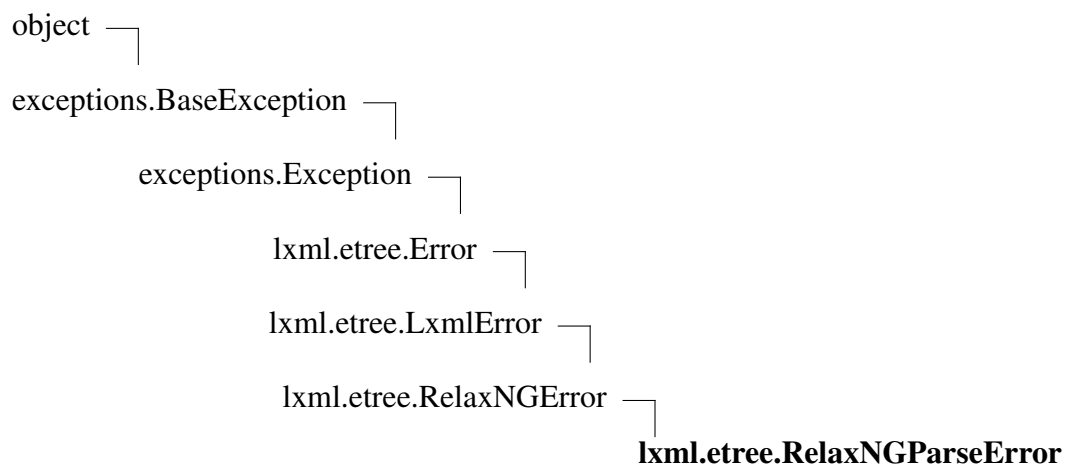 object
exceptions.BaseException
exceptions.Exception
lxml.etree.Error
lxml.etree.LxmlError
lxml.etree.RelaxNGError
lxml.etree.RelaxNGParseError